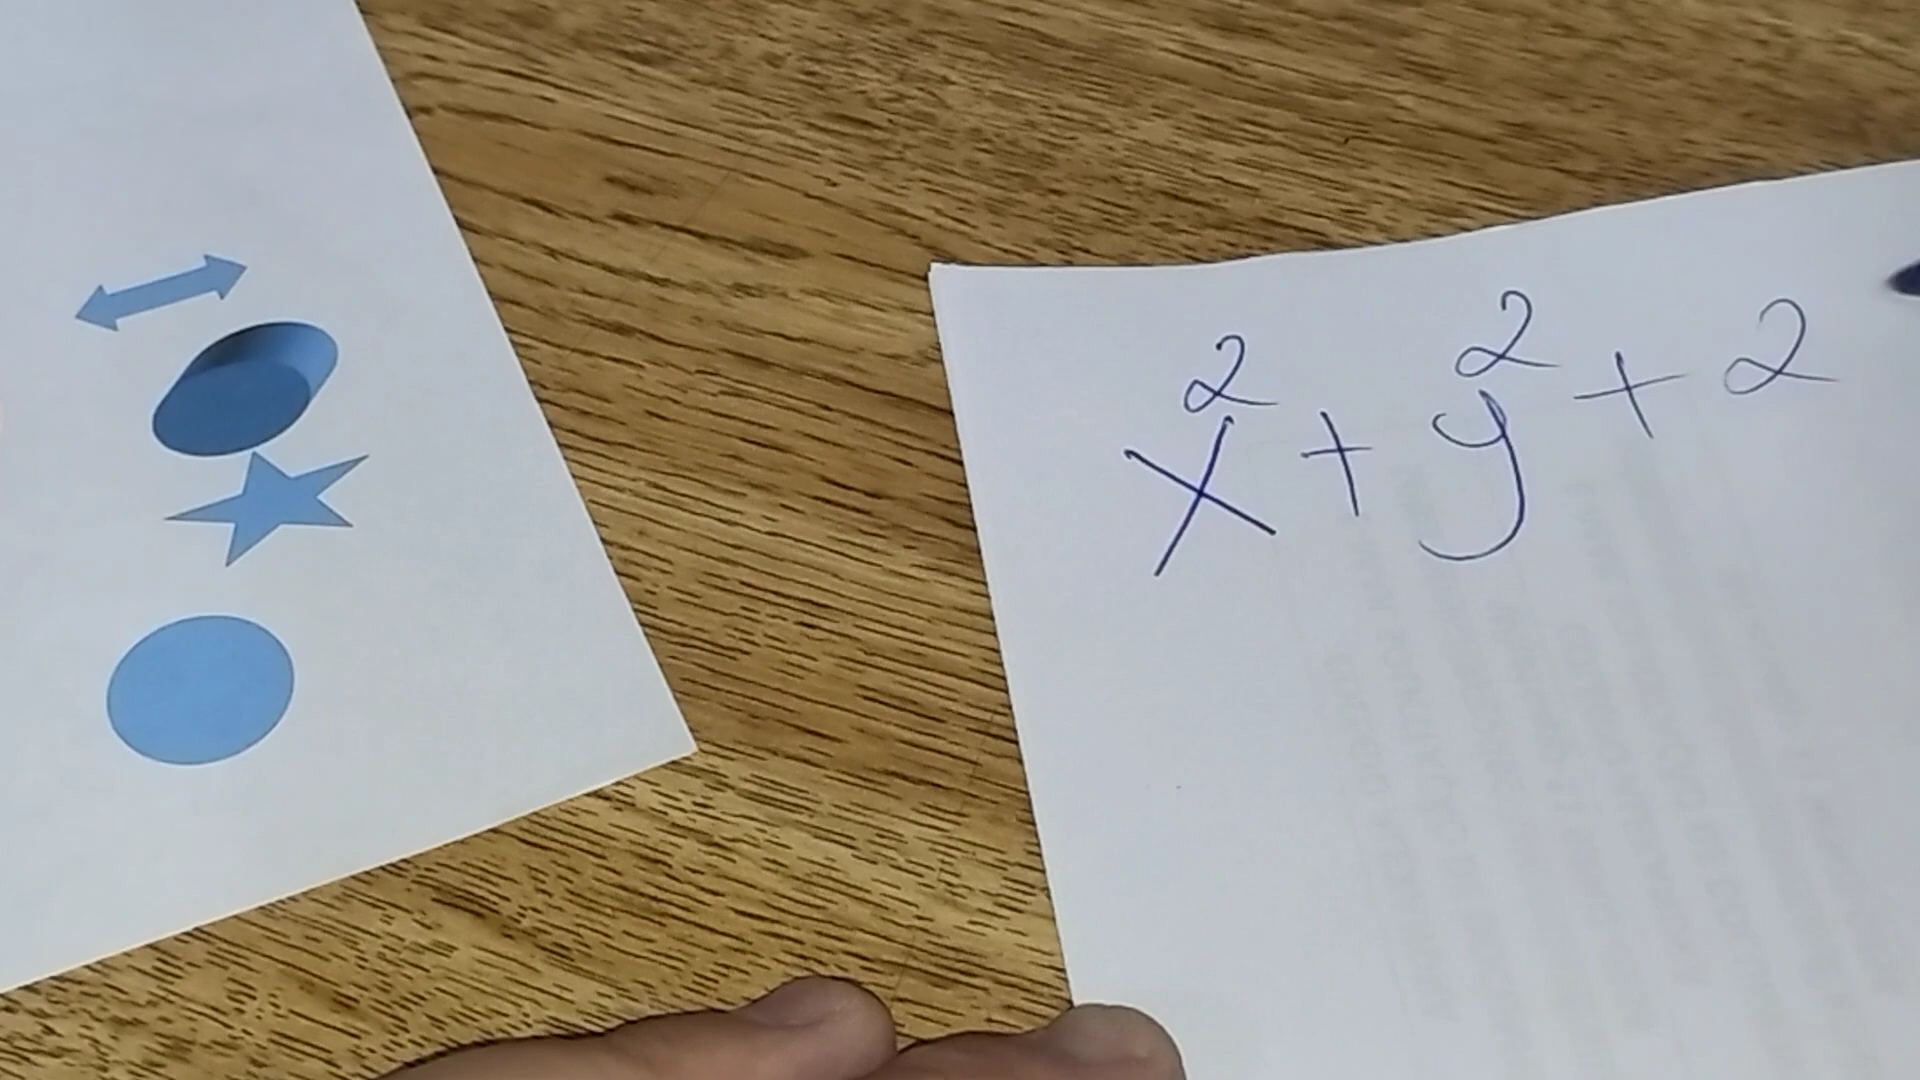 x² + y² + 2